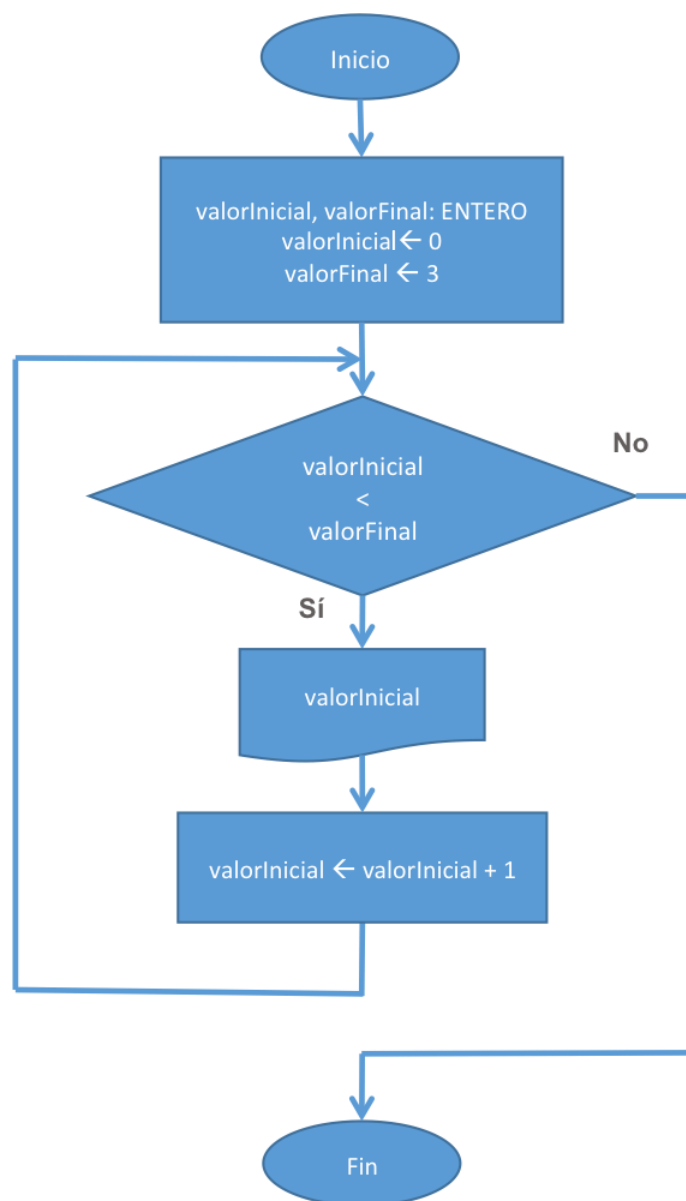 Inicio
valorInicial, valorFinal: ENTERO
valorInicial← 0
valorFinal ← 3
valorInicial
<
valorFinal
No
Sí
valorInicial
valorInicial ← valorInicial + 1
Fin